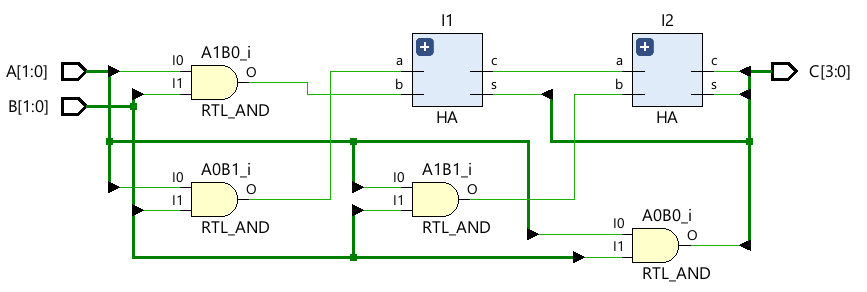 I1
I2
A[1:0]
B[1:0]
A1B0_i
I0
I1
O
RTL_AND
a
b
c
s
HA
a
b
c
s
HA
C[3:0]
A0B1_i
I0
I1
O
RTL_AND
A1B1_i
I0
I1
O
RTL_AND
A0B0_i
I0
I1
O
RTL_AND